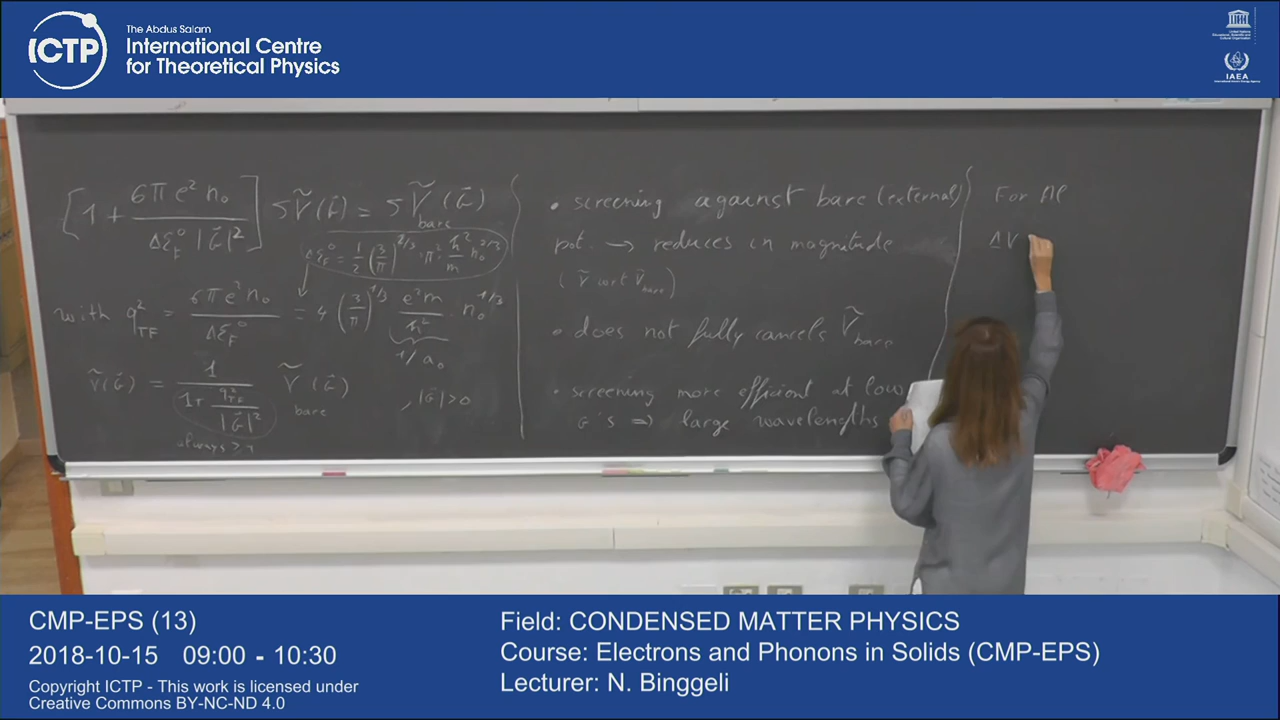 ICTP
The Abdus Salam
International Centre
for Theoretical Physics
IAEA
[1 + 6πe²n₀ / Δε_F⁰ |G⃗|²] δṼ(G⃗) = δṼ_bare(G⃗)
Δε_F⁰ = 1/2 (3/π)^2/3 · π² · ħ²/m n₀^2/3
with q²_TF = 6πe²n₀ / Δε_F⁰ = 4 (3/π)^1/3 e²m/ħ² · n₀^1/3
1/a₀
Ṽ(G⃗) = 1 / 1 + q²_TF/|G⃗|² Ṽ_bare(G⃗) , |G⃗| > 0
always > 1
• screening against bare (external)
pot. → reduces in magnitude
(Ṽ wrt Ṽ_bare)
• does not fully cancels Ṽ_bare
• screening more efficient at low
G's ⇒ large wavelengths
For Al
ΔV
CMP-EPS (13)
2018-10-15 09:00 - 10:30
Copyright ICTP - This work is licensed under
Creative Commons BY-NC-ND 4.0
Field: CONDENSED MATTER PHYSICS
Course: Electrons and Phonons in Solids (CMP-EPS)
Lecturer: N. Binggeli